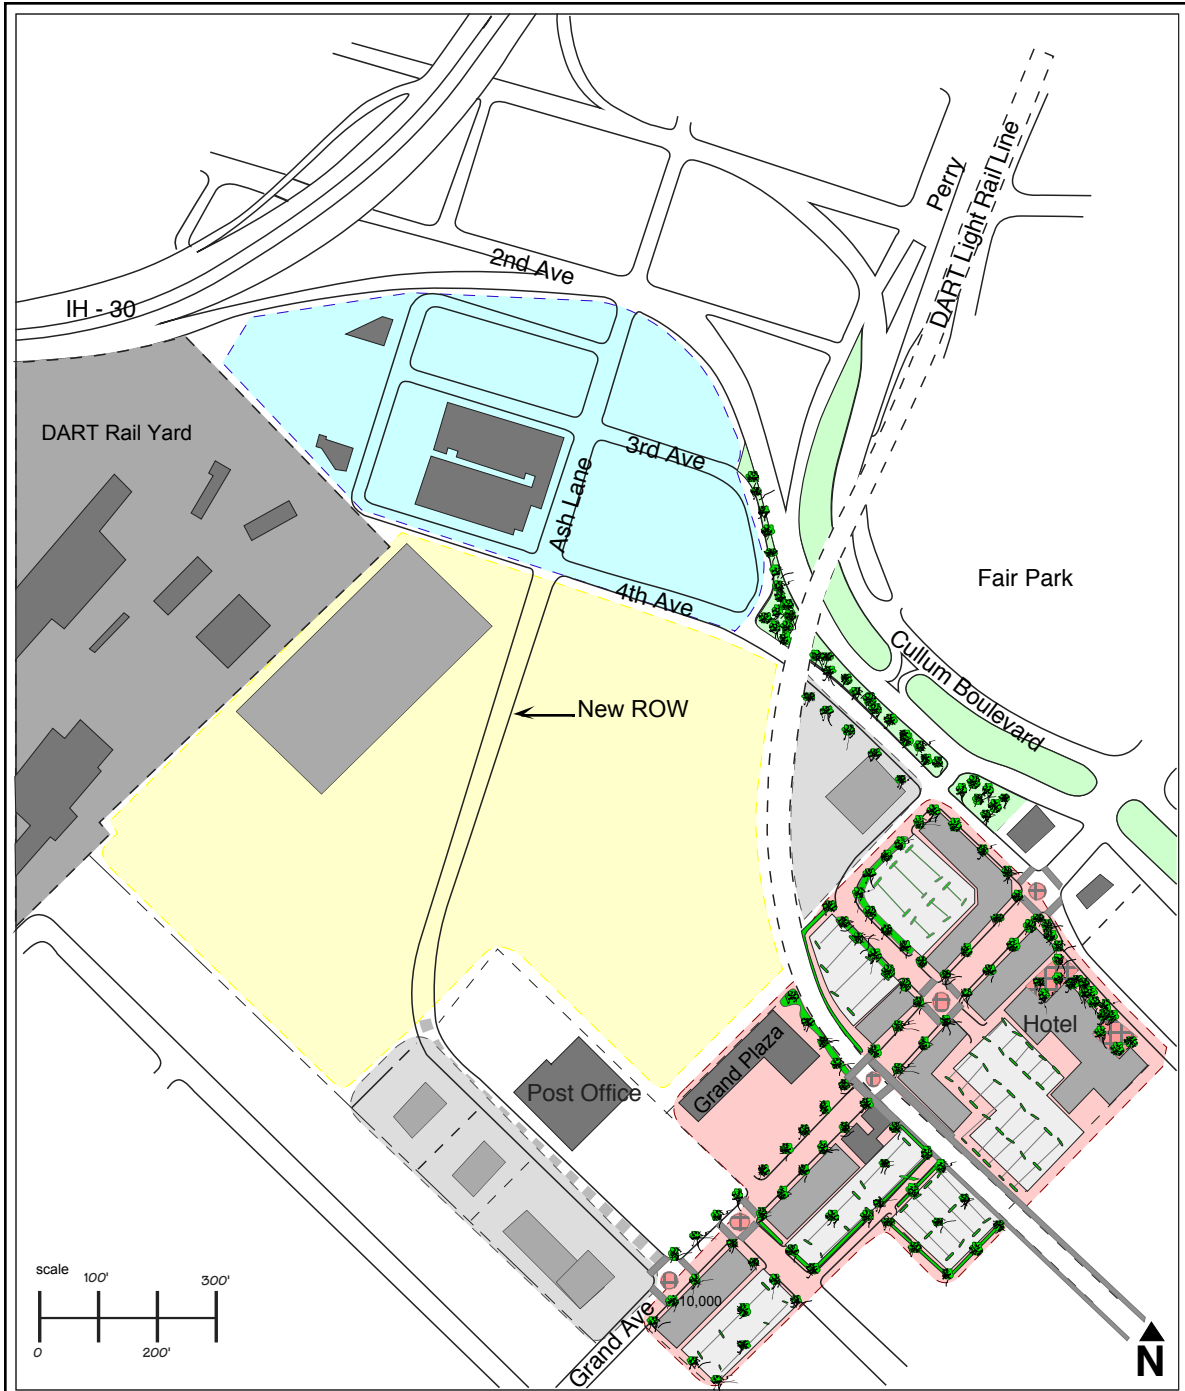 Perry
DART Light Rail Line
2nd Ave
IH - 30
DART Rail Yard
3rd Ave
Ash Lane
4th Ave
Fair Park
Cullum Boulevard
New ROW
Hotel
Grand Plaza
Post Office
scale
100' 300'
0 200'
10,000
Grand Ave
N